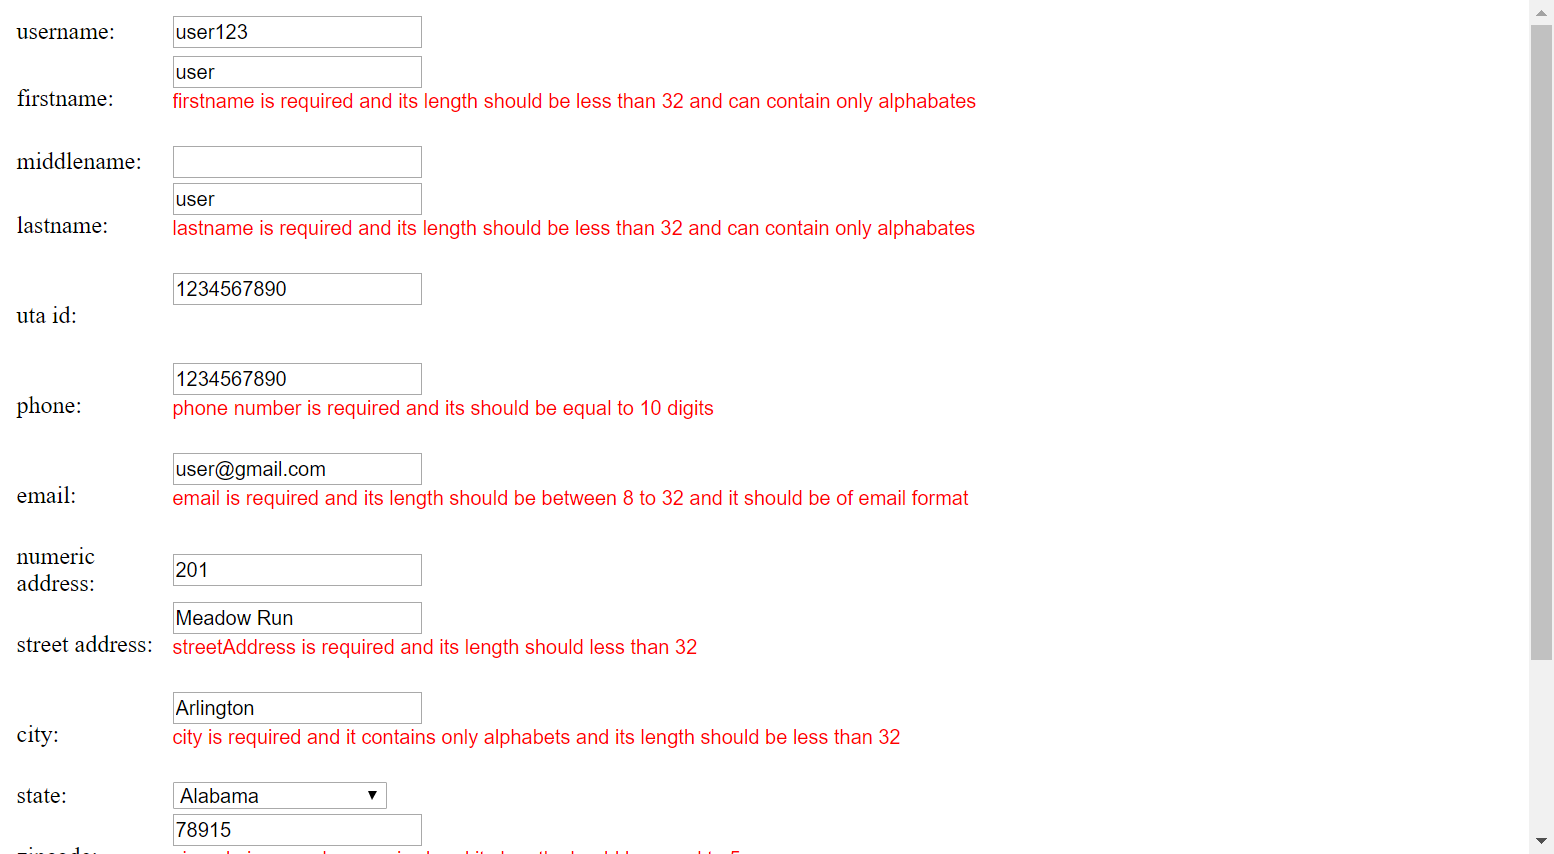 username: user123
user
firstname: firstname is required and its length should be less than 32 and can contain only alphabates
middlename:
user
lastname: lastname is required and its length should be less than 32 and can contain only alphabates
1234567890
uta id:
1234567890
phone: phone number is required and its should be equal to 10 digits
user@gmail.com
email: email is required and its length should be between 8 to 32 and it should be of email format
numeric
address: 201
Meadow Run
street address: streetAddress is required and its length should less than 32
Arlington
city: city is required and it contains only alphabets and its length should be less than 32
state: Alabama
78915